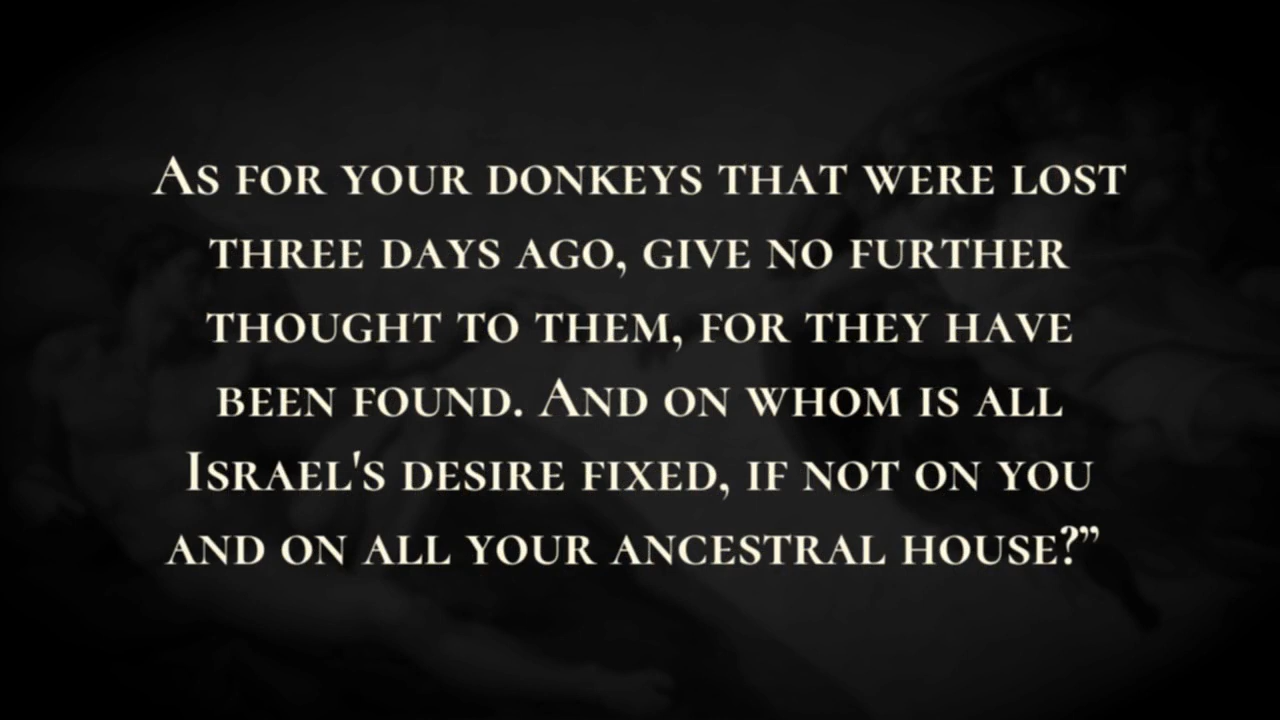 As for your donkeys that were lost
three days ago, give no further
thought to them, for they have
been found. And on whom is all
Israel's desire fixed, if not on you
and on all your ancestral house?”